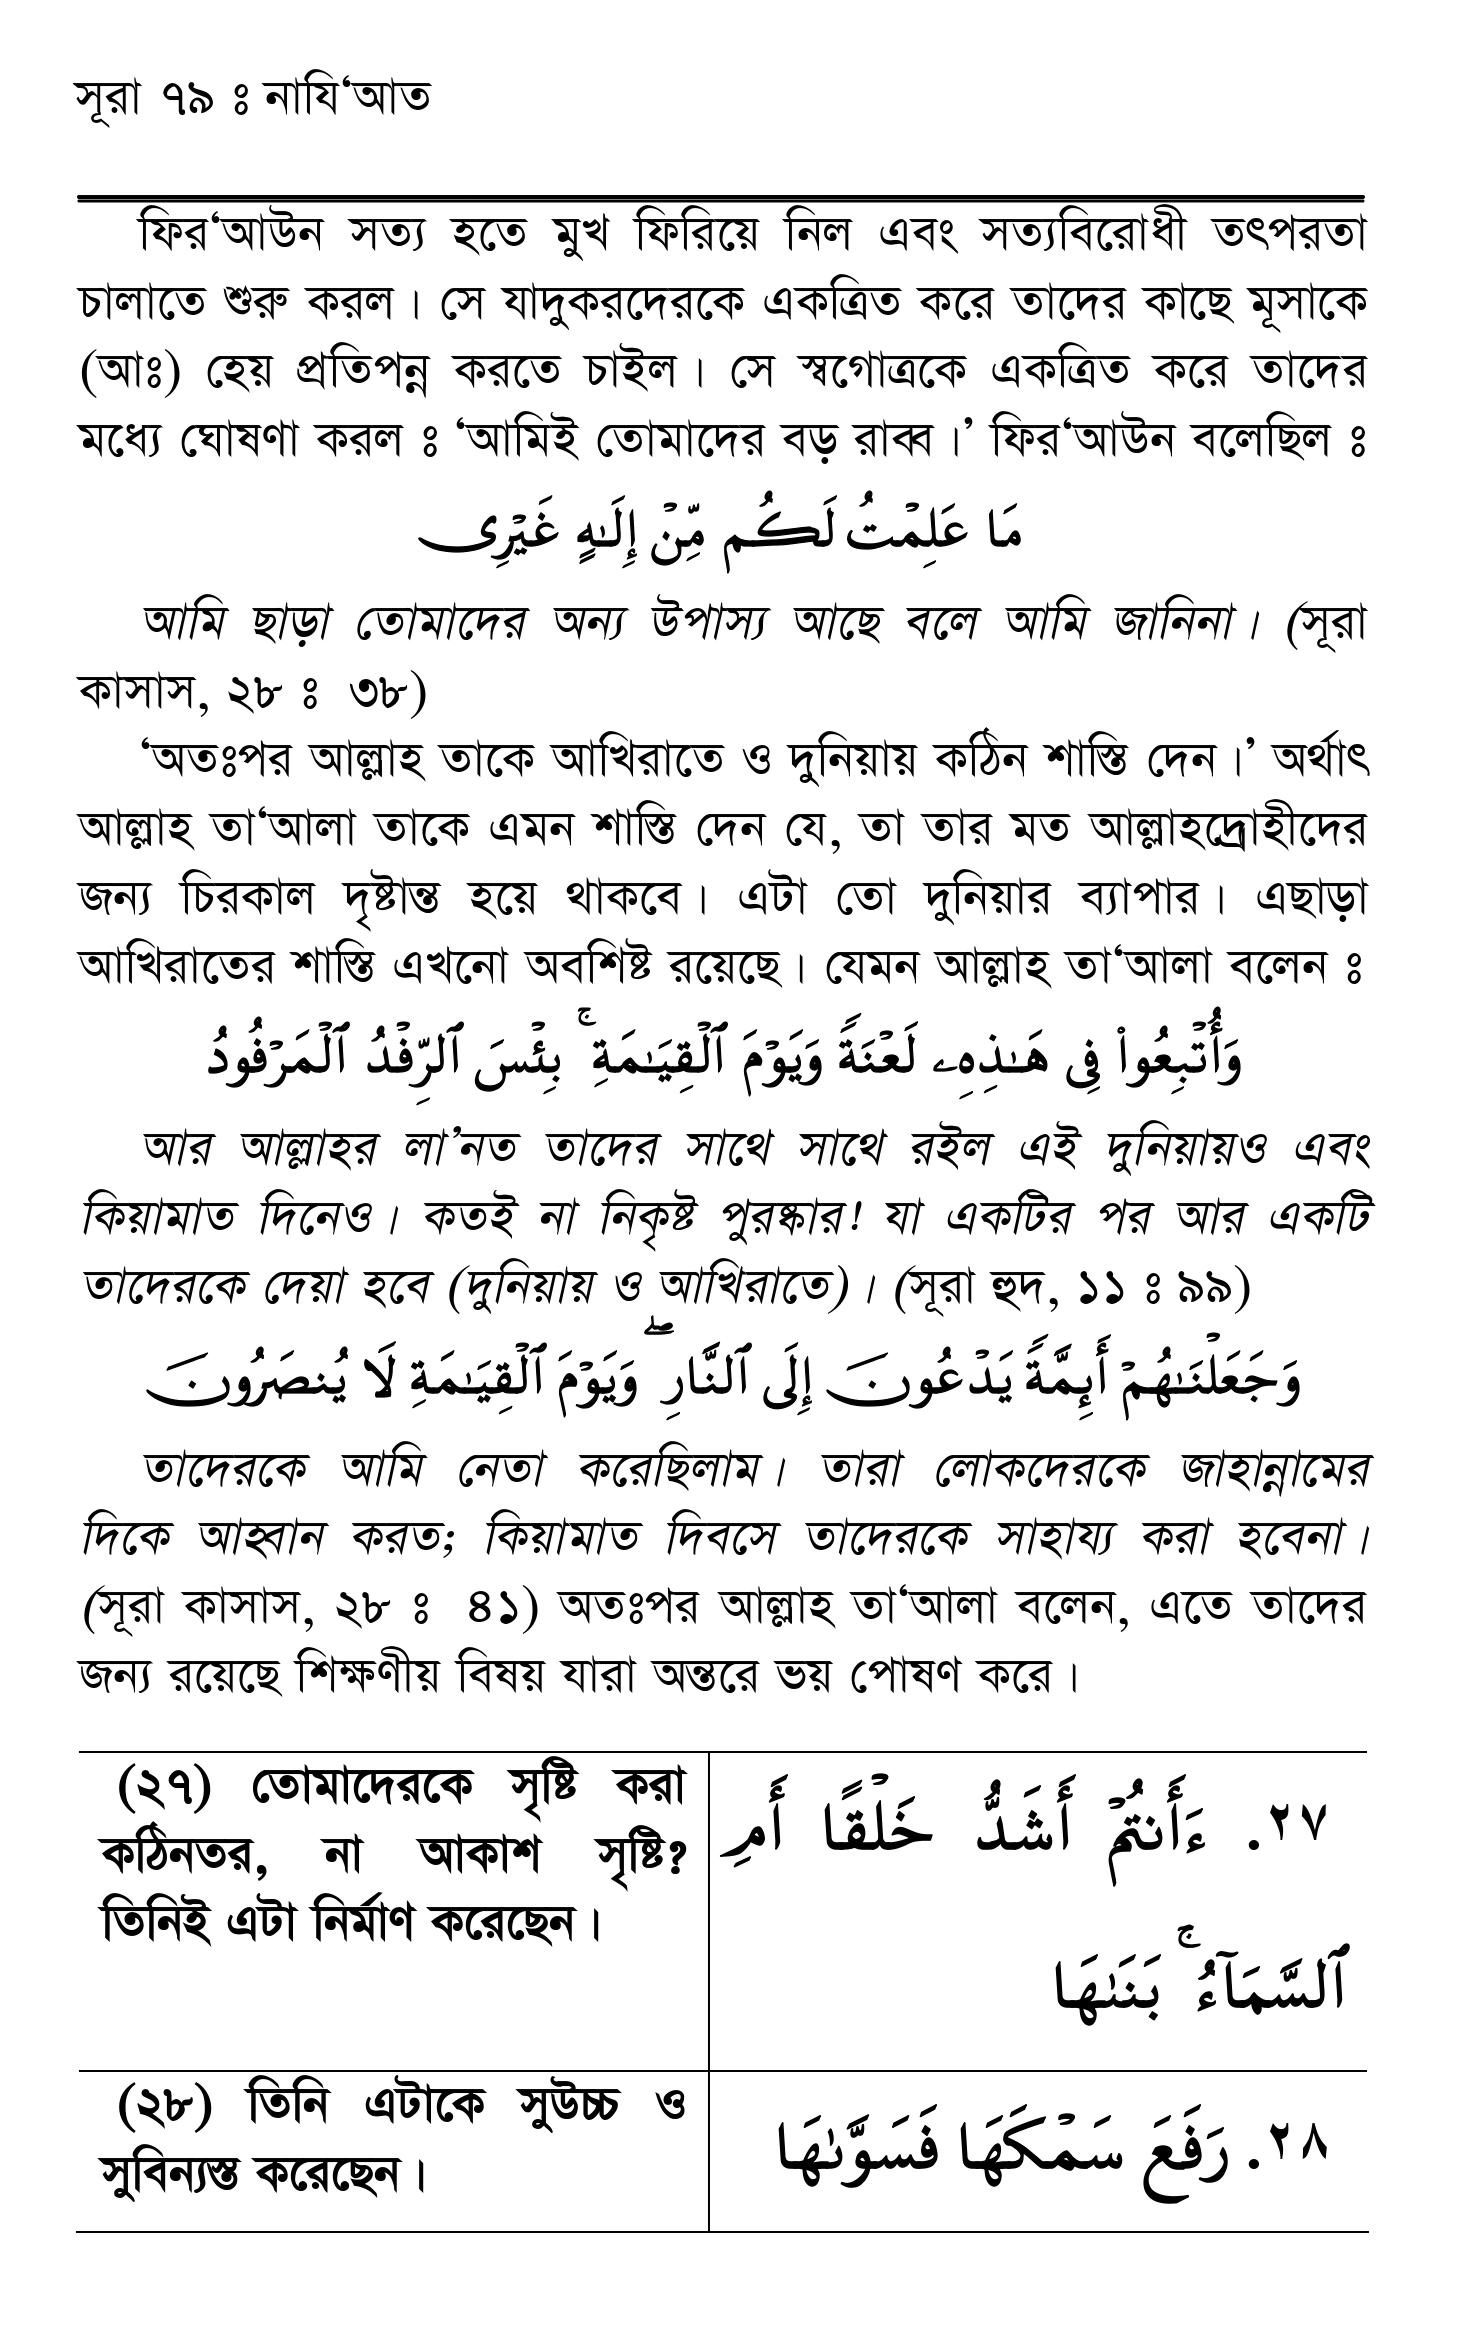 সূরা ৭৯ ঃ নাযি‘আত
ফির‘আউন সত্য হতে মুখ ফিরিয়ে নিল এবং সত্যবিরোধী তৎপরতা
চালাতে শুরু করল। সে যাদুকরদেরকে একত্রিত করে তাদের কাছে মূসাকে
(আঃ) হেয় প্রতিপন্ন করতে চাইল। সে স্বগোত্রকে একত্রিত করে তাদের
মধ্যে ঘোষণা করল ঃ ‘আমিই তোমাদের বড় রাব্ব।’ ফির‘আউন বলেছিল ঃ
مَا عَلِمۡتُ لَكُم مِّنۡ إِلَـٰهٍ غَيۡرِى
আমি ছাড়া তোমাদের অন্য উপাস্য আছে বলে আমি জানিনা। (সূরা
কাসাস, ২৮ ঃ ৩৮)
‘অতঃপর আল্লাহ তাকে আখিরাতে ও দুনিয়ায় কঠিন শাস্তি দেন।’ অর্থাৎ
আল্লাহ তা‘আলা তাকে এমন শাস্তি দেন যে, তা তার মত আল্লাহদ্রোহীদের
জন্য চিরকাল দৃষ্টান্ত হয়ে থাকবে। এটা তো দুনিয়ার ব্যাপার। এছাড়া
আখিরাতের শাস্তি এখনো অবশিষ্ট রয়েছে। যেমন আল্লাহ তা‘আলা বলেন ঃ
وَأُتۡبِعُواْ فِى هَـٰذِهِۦ لَعۡنَةً وَيَوۡمَ ٱلۡقِيَـٰمَةِ ۚ بِئۡسَ ٱلرِّفۡدُ ٱلۡمَرۡفُودُ
আর আল্লাহর লা’নত তাদের সাথে সাথে রইল এই দুনিয়ায়ও এবং
কিয়ামাত দিনেও। কতই না নিকৃষ্ট পুরষ্কার! যা একটির পর আর একটি
তাদেরকে দেয়া হবে (দুনিয়ায় ও আখিরাতে)। (সূরা হুদ, ১১ ঃ ৯৯)
وَجَعَلۡنَـٰهُمۡ أَٮِٕمَّةً يَدۡعُونَ إِلَى ٱلنَّارِ ۖ وَيَوۡمَ ٱلۡقِيَـٰمَةِ لَا يُنصَرُونَ
তাদেরকে আমি নেতা করেছিলাম। তারা লোকদেরকে জাহান্নামের
দিকে আহ্বান করত; কিয়ামাত দিবসে তাদেরকে সাহায্য করা হবেনা।
(সূরা কাসাস, ২৮ ঃ ৪১) অতঃপর আল্লাহ তা‘আলা বলেন, এতে তাদের
জন্য রয়েছে শিক্ষণীয় বিষয় যারা অন্তরে ভয় পোষণ করে।
(২৭) তোমাদেরকে সৃষ্টি করা
কঠিনতর, না আকাশ সৃষ্টি?
তিনিই এটা নির্মাণ করেছেন।
٢٧. ءَأَنتُمۡ أَشَدُّ خَلۡقًا أَمِ
ٱلسَّمَآءُ ۚ بَنَٮٰهَا
(২৮) তিনি এটাকে সুউচ্চ ও
সুবিন্যস্ত করেছেন।
٢٨. رَفَعَ سَمۡكَهَا فَسَوَّٮٰهَا